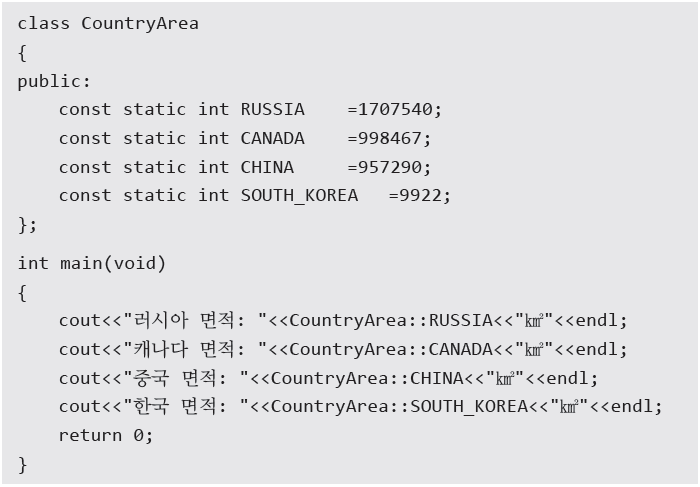 class CountryArea
{
public:
    const static int RUSSIA    =1707540;
    const static int CANADA    =998467;
    const static int CHINA     =957290;
    const static int SOUTH_KOREA   =9922;
};
int main(void)
{
    cout<<"러시아 면적: "<<CountryArea::RUSSIA<<"㎢"<<endl;
    cout<<"캐나다 면적: "<<CountryArea::CANADA<<"㎢"<<endl;
    cout<<"중국 면적: "<<CountryArea::CHINA<<"㎢"<<endl;
    cout<<"한국 면적: "<<CountryArea::SOUTH_KOREA<<"㎢"<<endl;
    return 0;
}